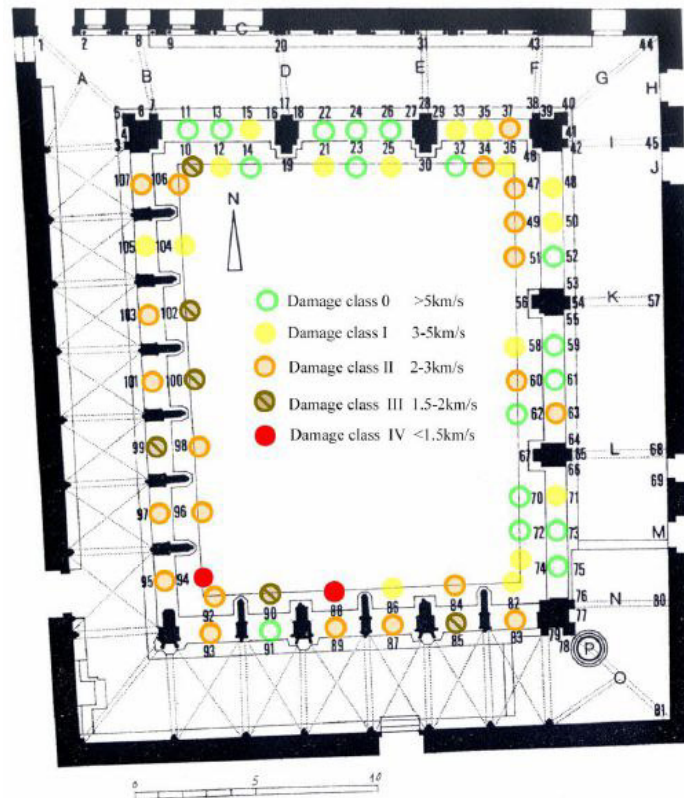 1 2 8 9 C 20 31 43 44
A B D E F G H
5 6 7 11 13 15 16 17 18 22 24 26 27 28 29 33 35 37 38 39 40
4 41
3 10 12 14 19 21 23 25 30 32 34 36 46 42 I 45
J
107 106 47 48
N 49 50
105 104 51 52
Damage class 0 >5km/s
53
56 54 K 57
103 102 55
Damage class I 3-5km/s
58 59
Damage class II 2-3km/s
101 100 60 61
Damage class III 1.5-2km/s
62 63
Damage class IV <1.5km/s
64
99 98 67 65 L 68
66
69
70 71
97 96
72 73 M
74 75
95 94
76
92 90 88 86 84 82 N 80
77
93 91 89 87 85 83 79
78
P
O
81
0 5 10